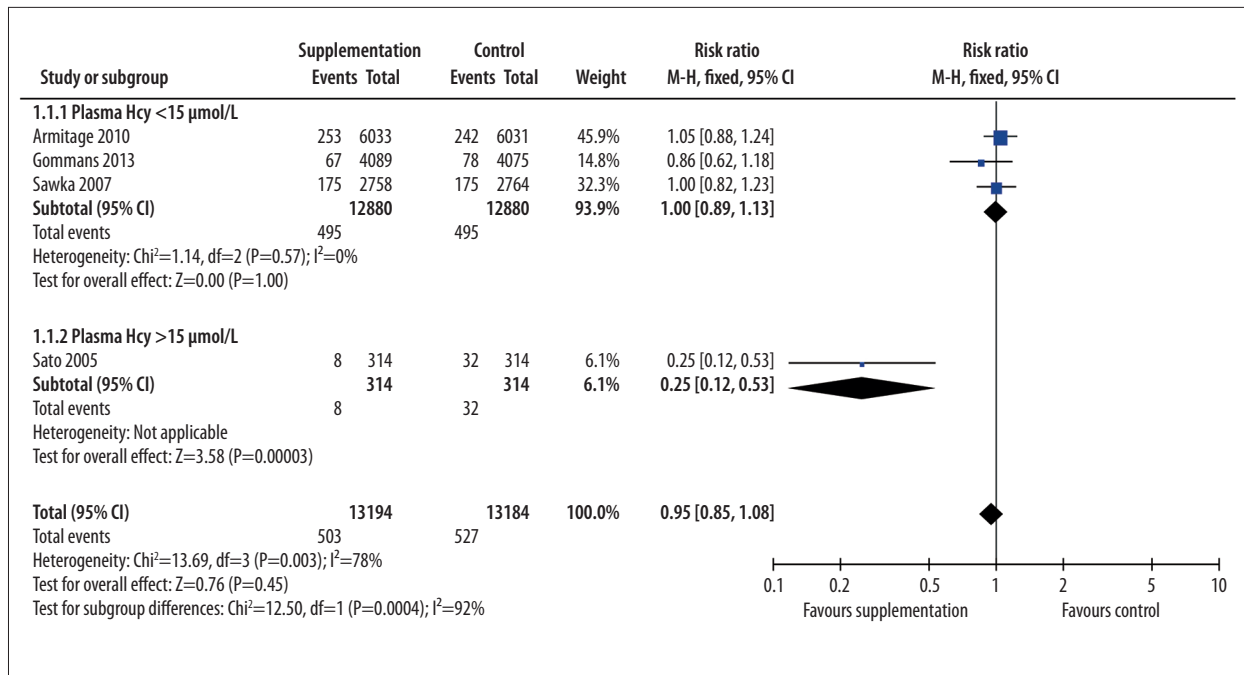 Supplementation Control Risk ratio Risk ratio
Study or subgroup Events Total Events Total Weight M-H, fixed, 95% CI M-H, fixed, 95% CI
1.1.1 Plasma Hcy <15 µmol/L
Armitage 2010 253 6033 242 6031 45.9% 1.05 [0.88, 1.24]
Gommans 2013 67 4089 78 4075 14.8% 0.86 [0.62, 1.18]
Sawka 2007 175 2758 175 2764 32.3% 1.00 [0.82, 1.23]
Subtotal (95% CI) 12880 12880 93.9% 1.00 [0.89, 1.13]
Total events 495 495
Heterogeneity: Chi²=1.14, df=2 (P=0.57); I²=0%
Test for overall effect: Z=0.00 (P=1.00)
1.1.2 Plasma Hcy >15 µmol/L
Sato 2005 8 314 32 314 6.1% 0.25 [0.12, 0.53]
Subtotal (95% CI) 314 314 6.1% 0.25 [0.12, 0.53]
Total events 8 32
Heterogeneity: Not applicable
Test for overall effect: Z=3.58 (P=0.00003)
Total (95% CI) 13194 13184 100.0% 0.95 [0.85, 1.08]
Total events 503 527
Heterogeneity: Chi²=13.69, df=3 (P=0.003); I²=78%
Test for overall effect: Z=0.76 (P=0.45)
Test for subgroup differences: Chi²=12.50, df=1 (P=0.0004); I²=92%
0.1 0.2 0.5 1 2 5 10
Favours supplementation Favours control